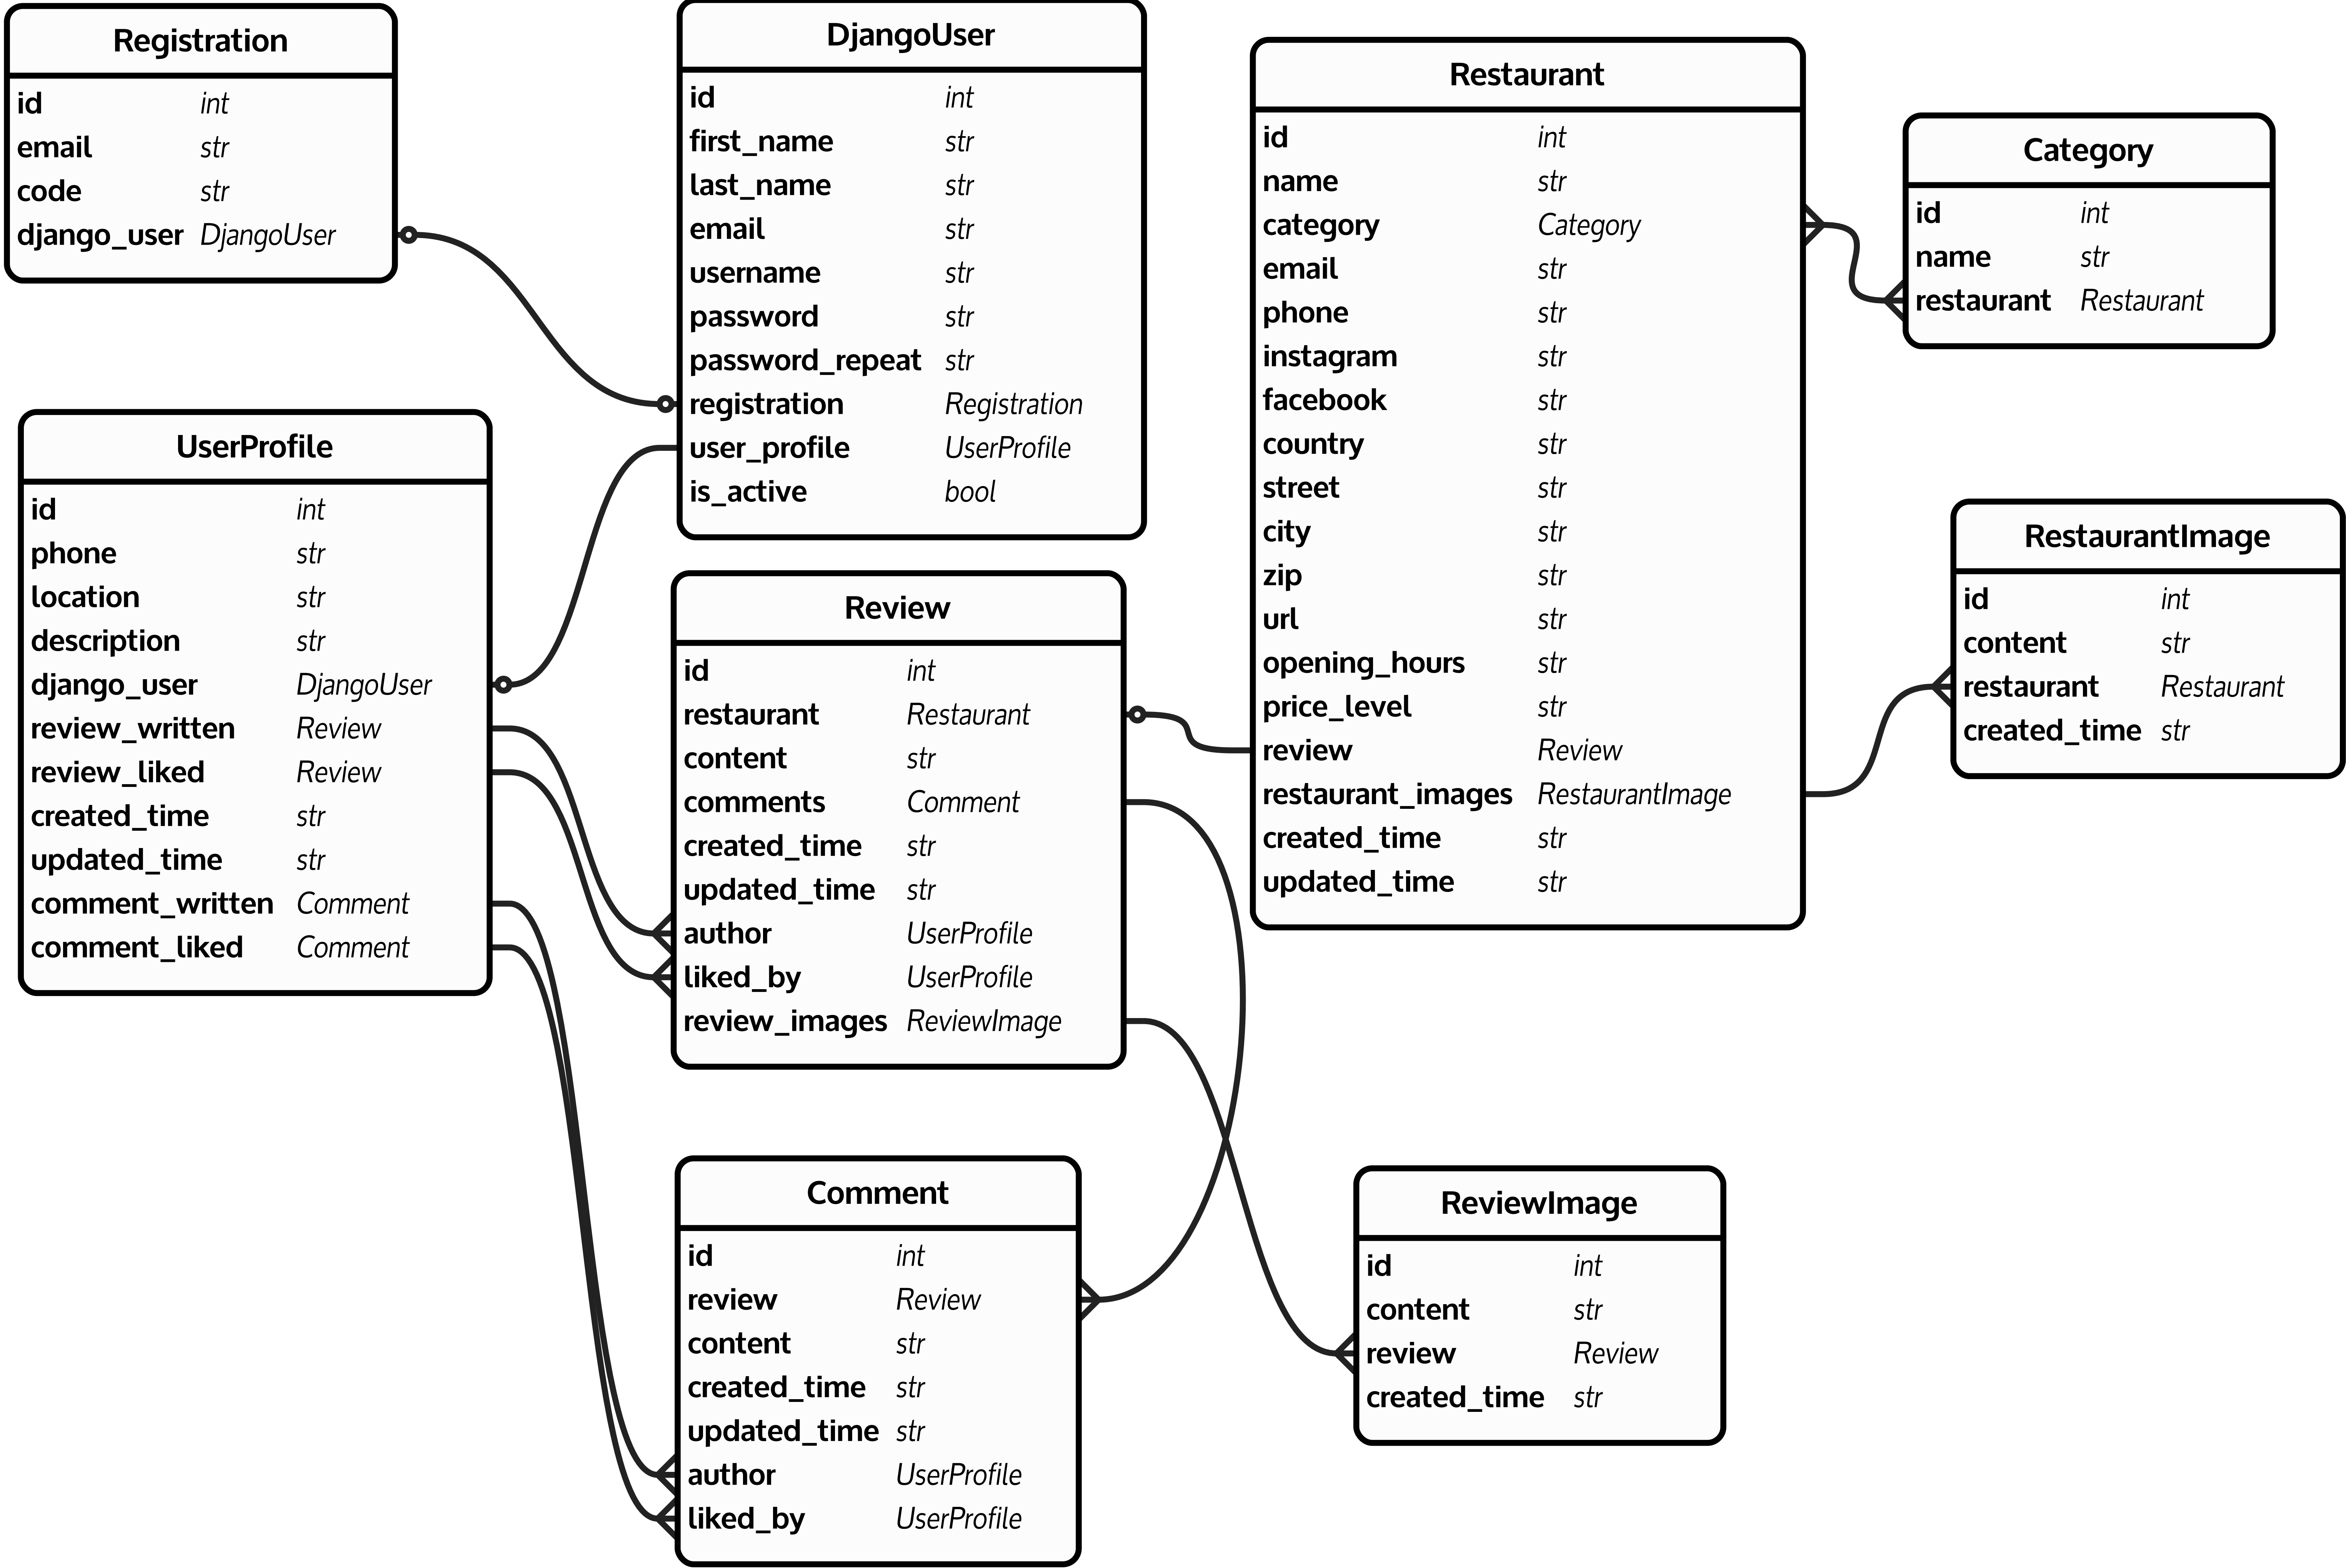 Registration
id int
email str
code str
django_user DjangoUser
DjangoUser
id int
first_name str
last_name str
email str
username str
password str
password_repeat str
registration Registration
user_profile UserProfile
is_active bool
Restaurant
id int
name str
category Category
email str
phone str
instagram str
facebook str
country str
street str
city str
zip str
url str
opening_hours str
price_level str
review Review
restaurant_images RestaurantImage
created_time str
updated_time str
Category
id int
name str
restaurant Restaurant
UserProfile
id int
phone str
location str
description str
django_user DjangoUser
review_written Review
review_liked Review
created_time str
updated_time str
comment_written Comment
comment_liked Comment
Review
id int
restaurant Restaurant
content str
comments Comment
created_time str
updated_time str
author UserProfile
liked_by UserProfile
review_images ReviewImage
RestaurantImage
id int
content str
restaurant Restaurant
created_time str
Comment
id int
review Review
content str
created_time str
updated_time str
author UserProfile
liked_by UserProfile
ReviewImage
id int
content str
review Review
created_time str